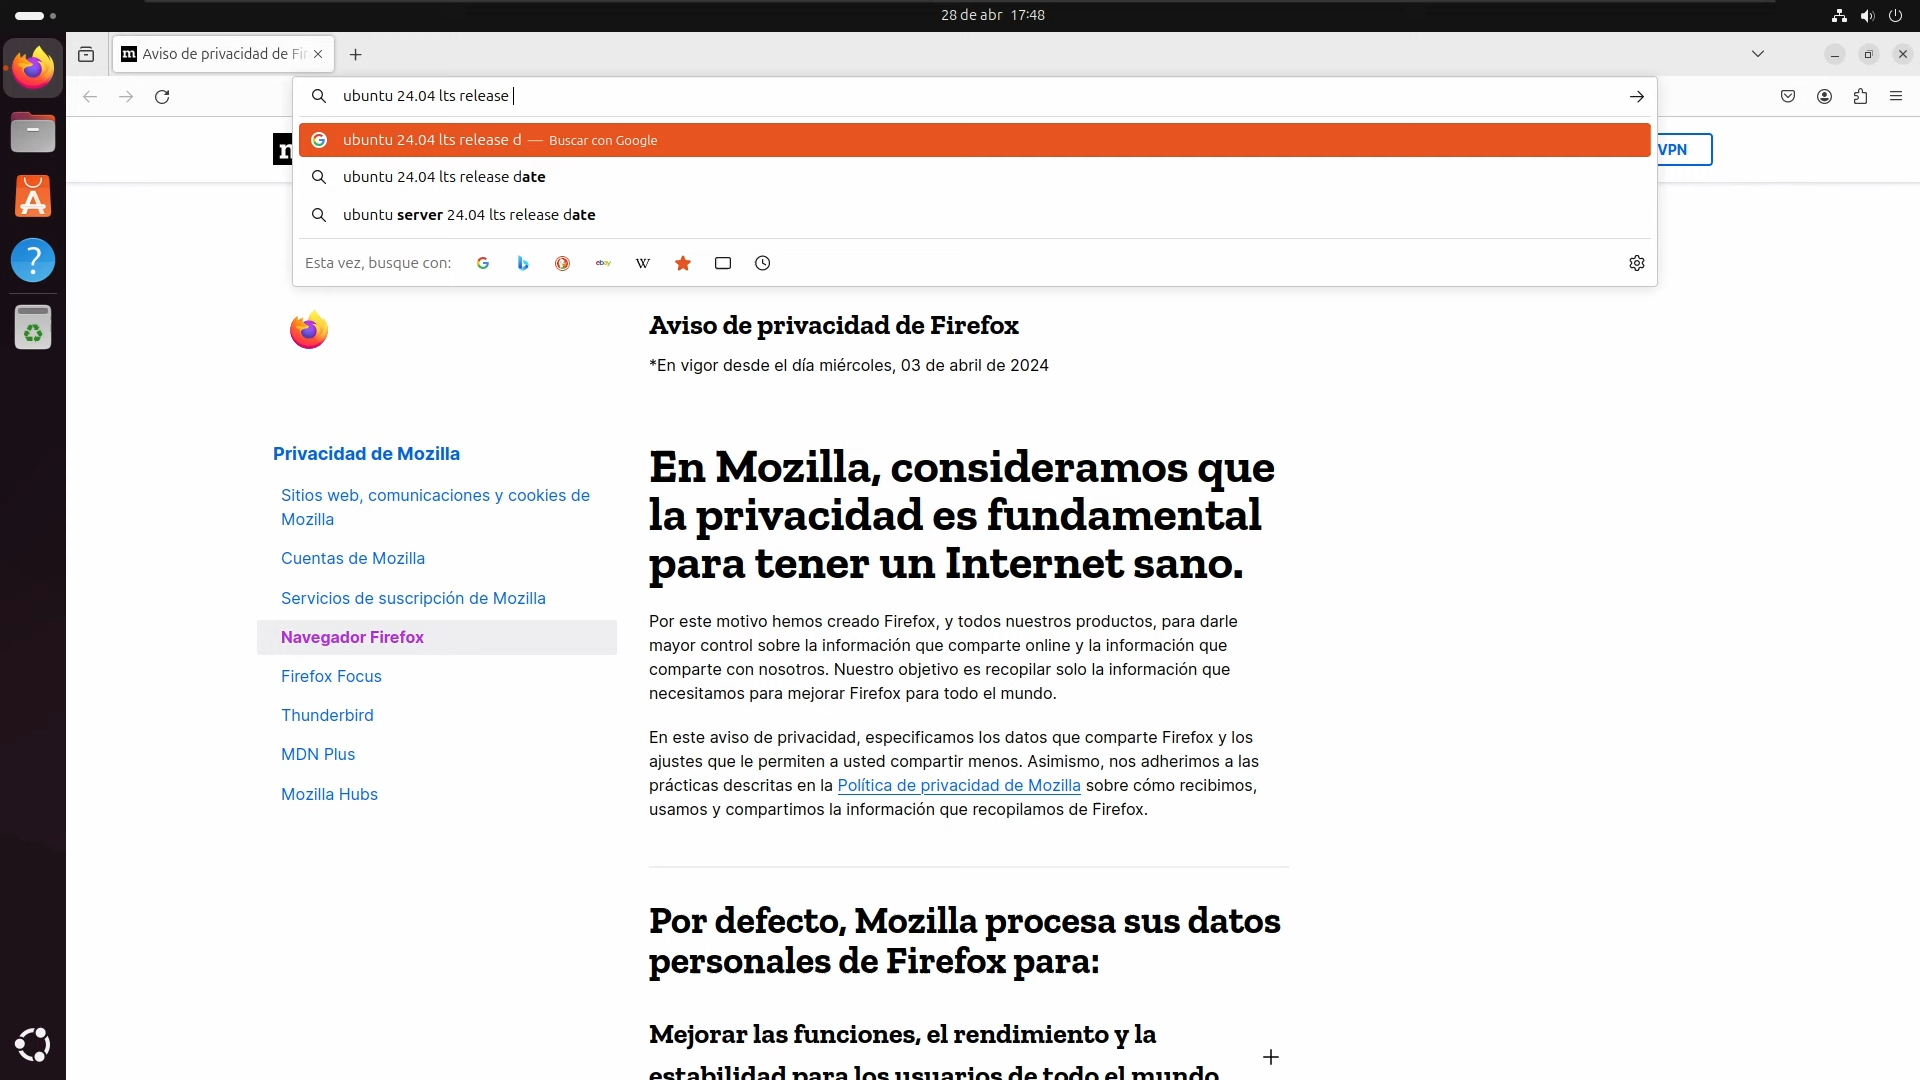 28 de abr 17:48
Aviso de privacidad de Fir
ubuntu 24.04 lts release
ubuntu 24.04 lts release d — Buscar con Google
ubuntu 24.04 lts release date
ubuntu server 24.04 lts release date
Esta vez, busque con:
ebay
W
m
VPN
Aviso de privacidad de Firefox
*En vigor desde el día miércoles, 03 de abril de 2024
Privacidad de Mozilla
Sitios web, comunicaciones y cookies de
Mozilla
Cuentas de Mozilla
Servicios de suscripción de Mozilla
Navegador Firefox
Firefox Focus
Thunderbird
MDN Plus
Mozilla Hubs
En Mozilla, consideramos que
la privacidad es fundamental
para tener un Internet sano.
Por este motivo hemos creado Firefox, y todos nuestros productos, para darle
mayor control sobre la información que comparte online y la información que
comparte con nosotros. Nuestro objetivo es recopilar solo la información que
necesitamos para mejorar Firefox para todo el mundo.
En este aviso de privacidad, especificamos los datos que comparte Firefox y los
ajustes que le permiten a usted compartir menos. Asimismo, nos adherimos a las
prácticas descritas en la Política de privacidad de Mozilla sobre cómo recibimos,
usamos y compartimos la información que recopilamos de Firefox.
Por defecto, Mozilla procesa sus datos
personales de Firefox para:
Mejorar las funciones, el rendimiento y la
estabilidad para los usuarios de todo el mundo